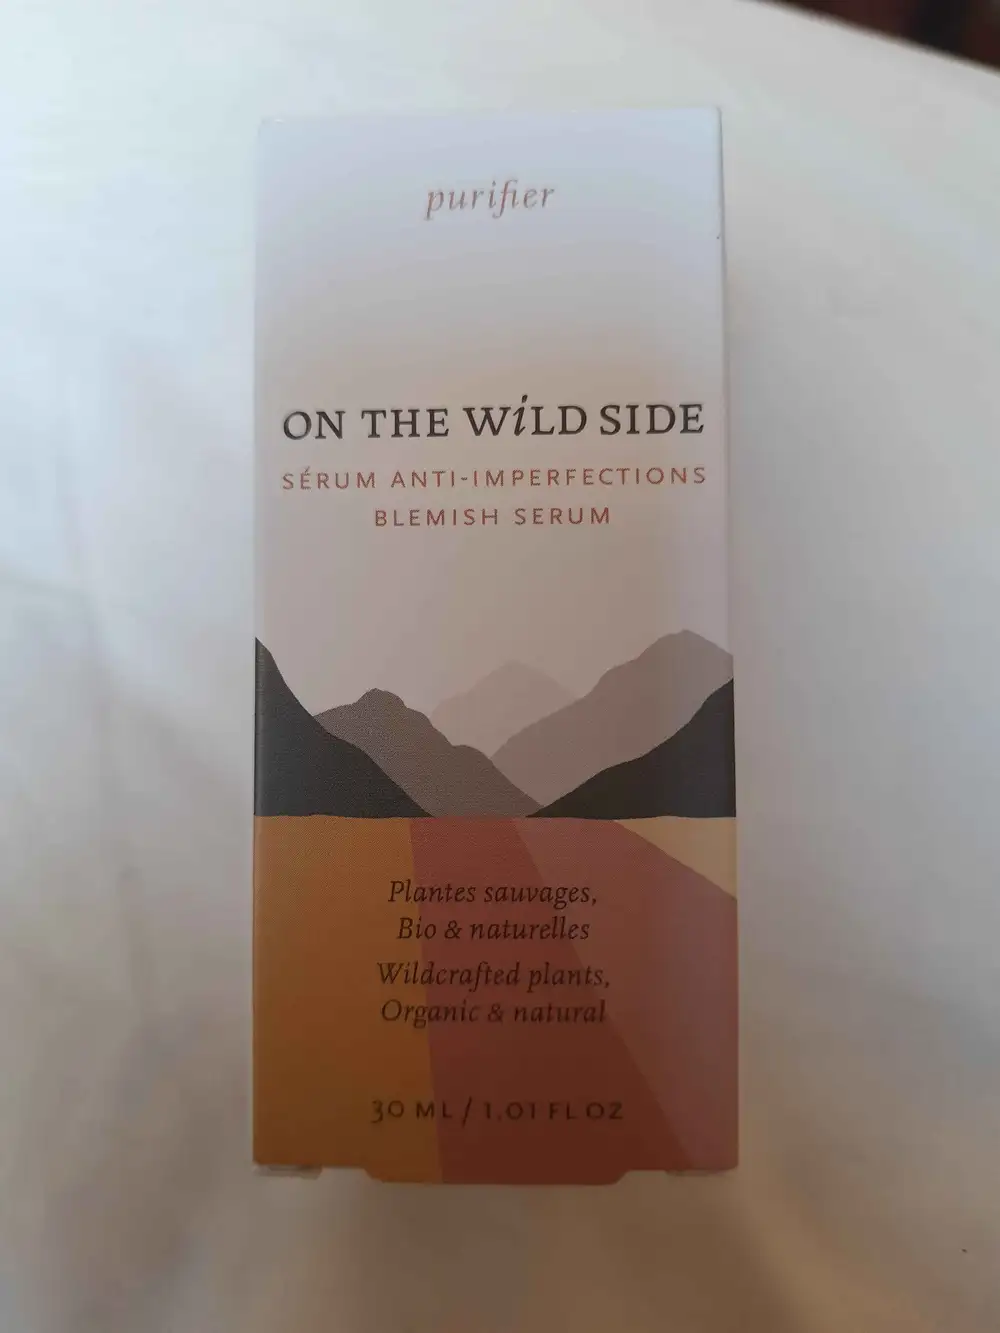 purifier
ON THE WiLD SIDE
SÉRUM ANTI-IMPERFECTIONS
BLEMISH SERUM
Plantes sauvages,
Bio & naturelles
Wildcrafted plants,
Organic & natural
30 ML / 1.01 FL OZ